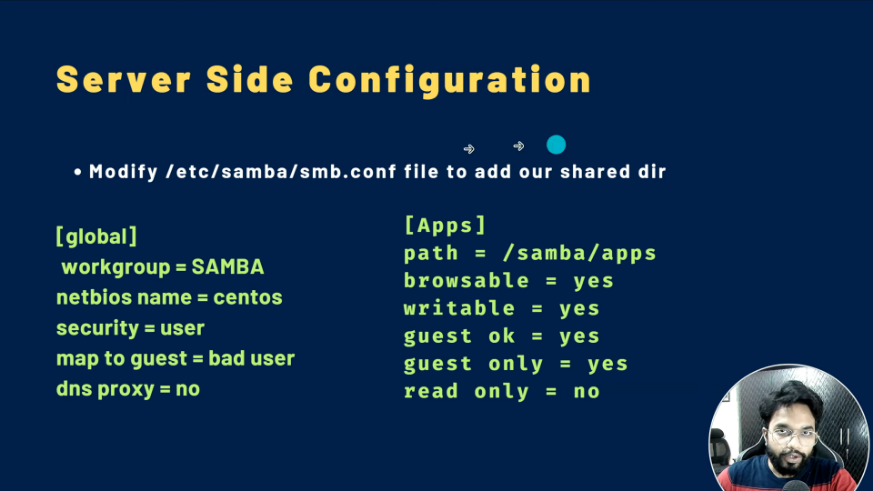 Server Side Configuration
• Modify /etc/samba/smb.conf file to add our shared dir
[global]
workgroup = SAMBA
netbios name = centos
security = user
map to guest = bad user
dns proxy = no
[Apps]
path = /samba/apps
browsable = yes
writable = yes
guest ok = yes
guest only = yes
read only = no